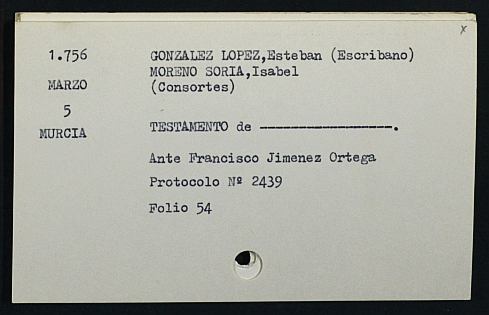 1.756
MARZO
5
MURCIA
GONZALEZ LOPEZ,Esteban (Escribano)
MORENO SORIA,Isabel
(Consortes)
TESTAMENTO de -----------------.
Ante Francisco Jimenez Ortega
Protocolo Nº 2439
Folio 54
x